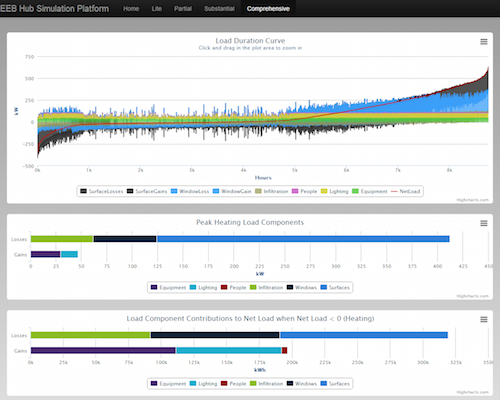 EEB Hub Simulation Platform Home Lite Partial Substantial Comprehensive
Load Duration Curve
Click and drag in the plot area to zoom in
750
500
250
0
-250
-500
kW
0k 1k 2k 3k 4k 5k 6k 7k 8k
Hours
SurfaceLosses SurfaceGains WindowLoss WindowGain Infiltration People Lighting Equipment NetLoad
Highcharts.com
Peak Heating Load Components
Losses
Gains
0 25 50 75 100 125 150 175 200 225 250 275 300 325 350 375 400 425 450
kW
Equipment Lighting People Infiltration Windows Surfaces
Highcharts.com
Load Component Contributions to Net Load when Net Load < 0 (Heating)
Losses
Gains
0k 25k 50k 75k 100k 125k 150k 175k 200k 225k 250k 275k 300k 325k 350k
kWh
Equipment Lighting People Infiltration Windows Surfaces
Highcharts.com